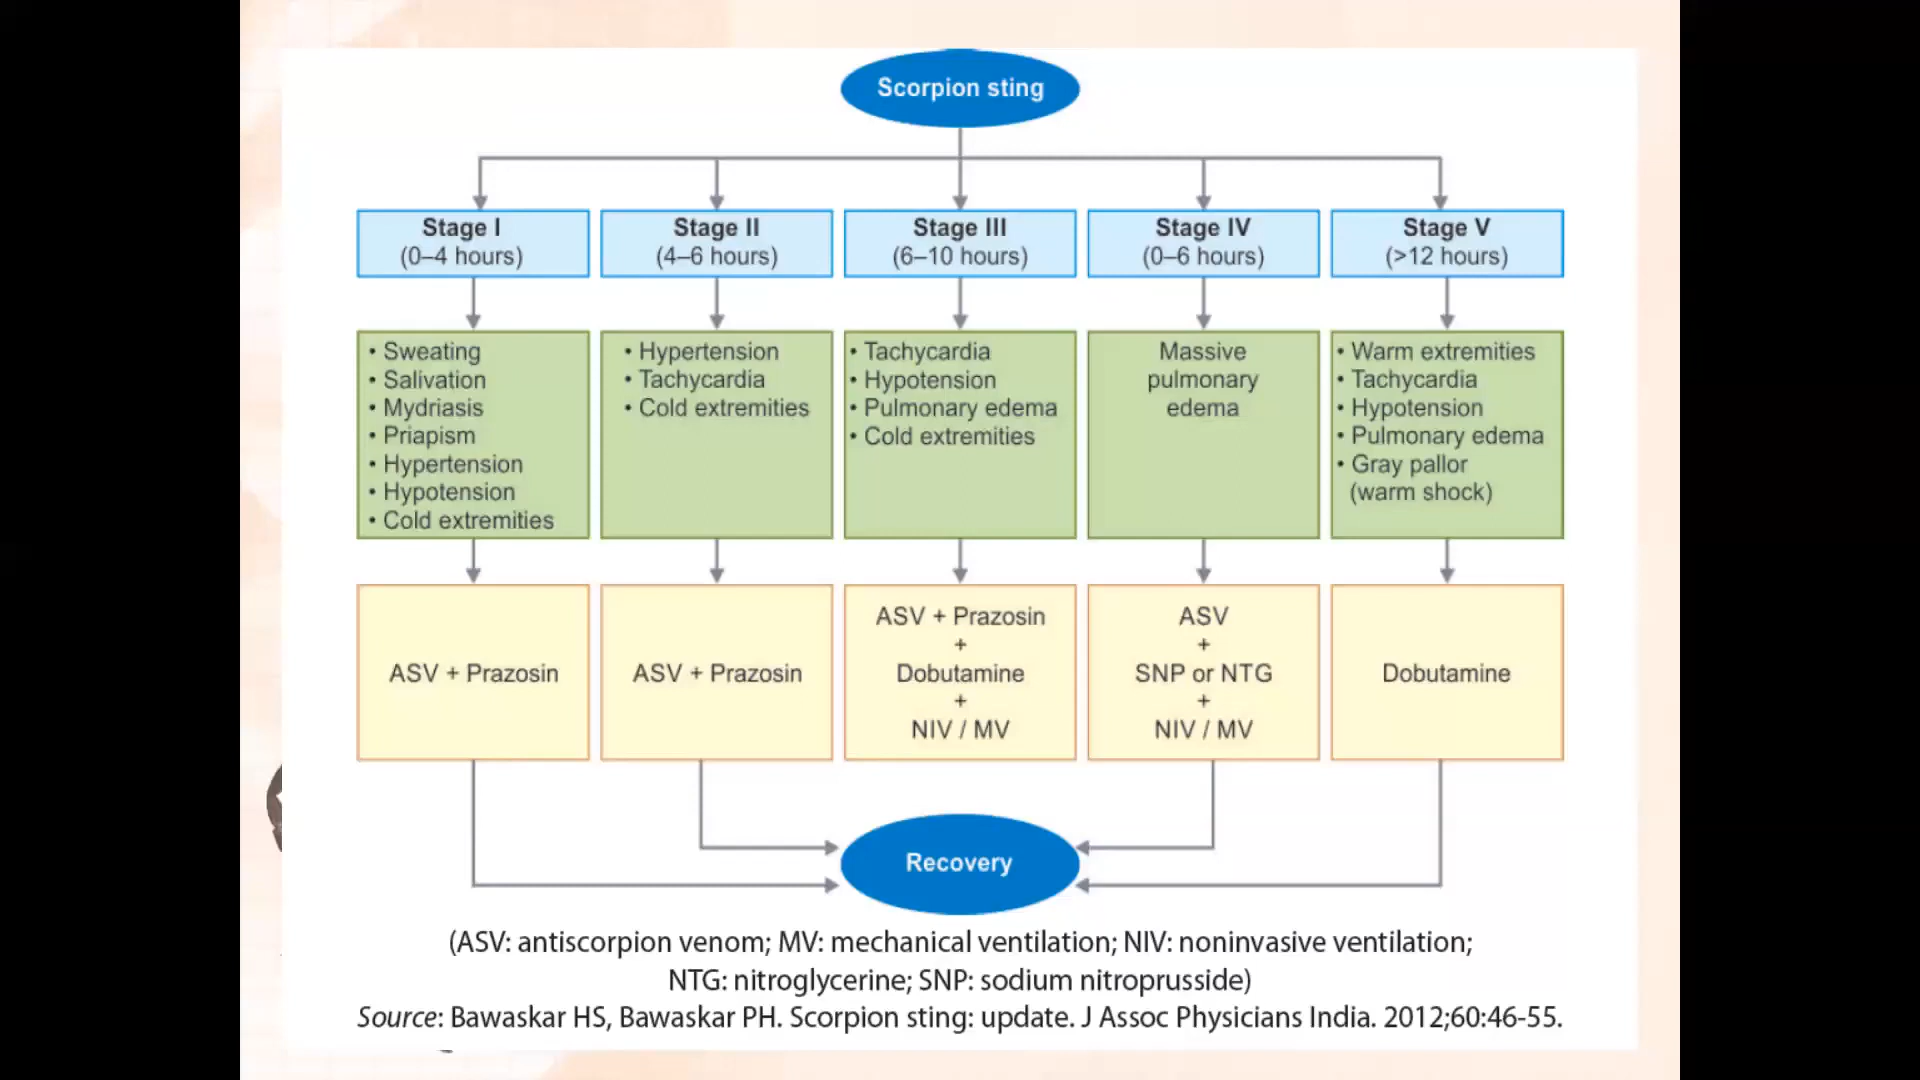 Scorpion sting
Stage I
(0–4 hours)
Stage II
(4–6 hours)
Stage III
(6–10 hours)
Stage IV
(0–6 hours)
Stage V
(>12 hours)
• Sweating
• Salivation
• Mydriasis
• Priapism
• Hypertension
• Hypotension
• Cold extremities
• Hypertension
• Tachycardia
• Cold extremities
• Tachycardia
• Hypotension
• Pulmonary edema
• Cold extremities
Massive
pulmonary
edema
• Warm extremities
• Tachycardia
• Hypotension
• Pulmonary edema
• Gray pallor
(warm shock)
ASV + Prazosin
ASV + Prazosin
ASV + Prazosin
+
Dobutamine
+
NIV / MV
ASV
+
SNP or NTG
+
NIV / MV
Dobutamine
Recovery
(ASV: antiscorpion venom; MV: mechanical ventilation; NIV: noninvasive ventilation;
NTG: nitroglycerine; SNP: sodium nitroprusside)
Source: Bawaskar HS, Bawaskar PH. Scorpion sting: update. J Assoc Physicians India. 2012;60:46-55.